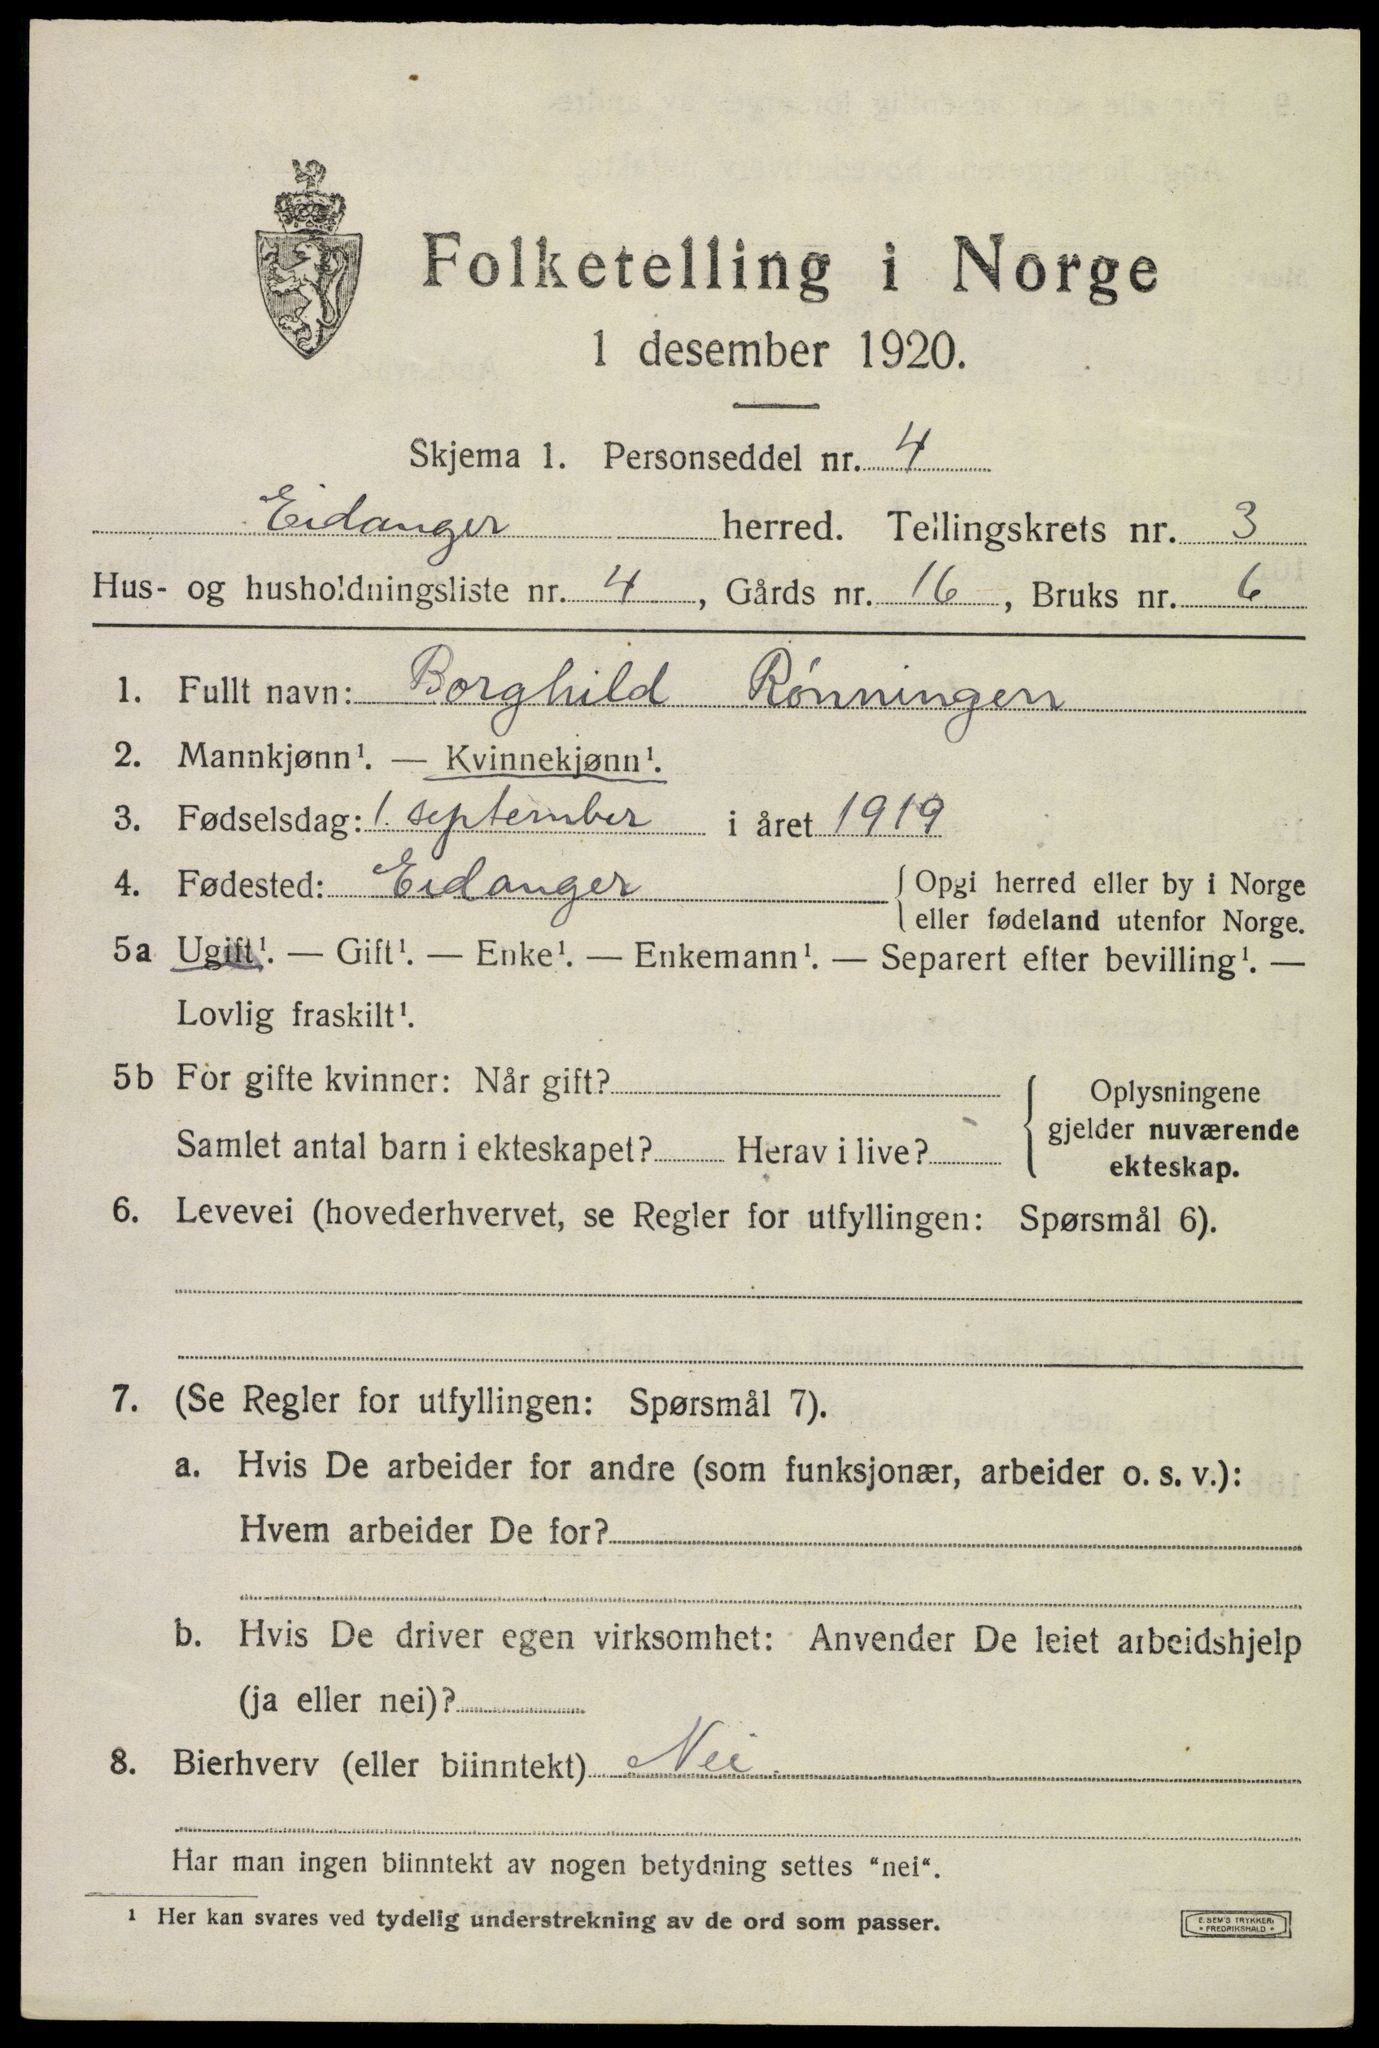 Folketelling i Norge
1 desember 1920.
Skjema 1. Personseddel nr. 4
Eidanger herred. Tellingskrets nr. 3
Hus- og husholdningsliste nr. 4, Gårds nr. 16, Bruks nr. 6
1. Fullt navn: Borghild Rónningen
2. Mannkjønn¹. — Kvinnekjønn¹.
3. Fødselsdag: 1. september i året 1919
4. Fødested: Eidanger { Opgi herred eller by i Norge
eller fødeland utenfor Norge.
5a Ugift¹. — Gift¹. — Enke¹. — Enkemann¹. — Separert efter bevilling¹. —
Lovlig fraskilt¹.
5b For gifte kvinner: Når gift?
Samlet antal barn i ekteskapet? Herav i live?
{ Oplysningene
gjelder nuværende
ekteskap.
6. Levevei (hovederhvervet, se Regler for utfyllingen: Spørsmål 6).
7. (Se Regler for utfyllingen: Spørsmål 7).
a. Hvis De arbeider for andre (som funksjonær, arbeider o. s. v.):
Hvem arbeider De for?
b. Hvis De driver egen virksomhet: Anvender De leiet arbeidshjelp
(ja eller nei)?
8. Bierhverv (eller biinntekt) Nei.
Har man ingen biinntekt av nogen betydning settes "nei".
¹ Her kan svares ved tydelig understrekning av de ord som passer.
E. SEM'S TRYKKERI
• FREDRIKSHALD •